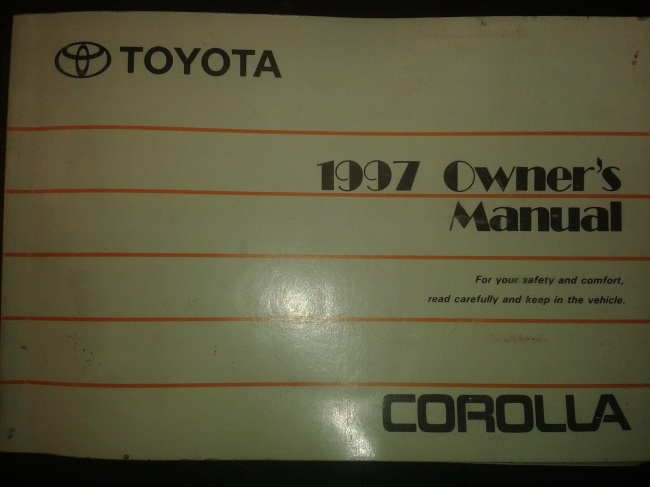 TOYOTA
1997 Owner's
Manual
For your safety and comfort,
read carefully and keep in the vehicle.
COROLLA